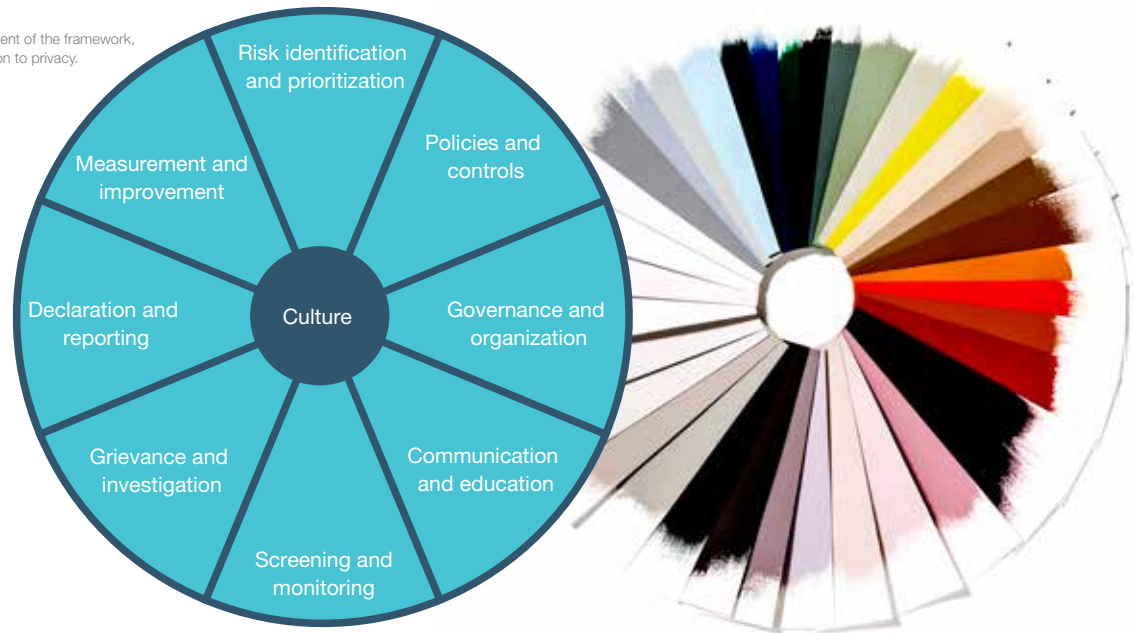 ent of the framework,
on to privacy.
Risk identification
and prioritization
Policies and
controls
Governance and
organization
Communication
and education
Screening and
monitoring
Grievance and
investigation
Declaration and
reporting
Measurement and
improvement
Culture